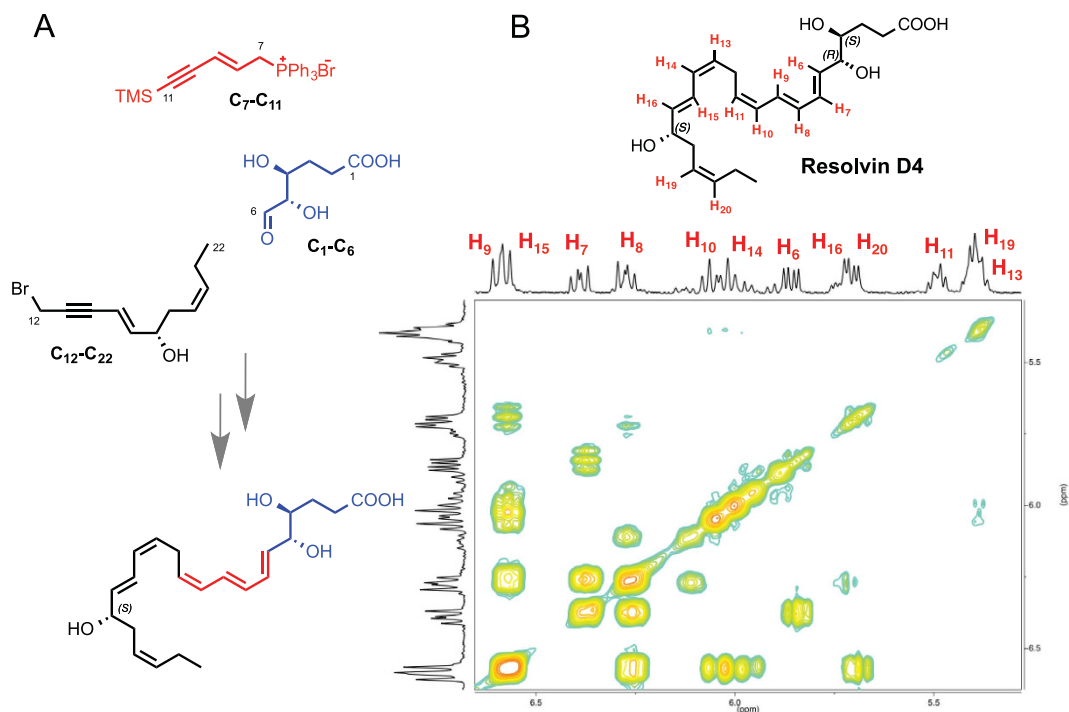 A
7
TMS
11
P
+
Ph₃Br
−
C₇-C₁₁
HO
COOH
1
6
OH
O
C₁-C₆
22
Br
12
OH
C₁₂-C₂₂
HO
COOH
OH
(S)
HO
B
HO
COOH
(S)
(R)
OH
H₁₃
H₁₄
H₆
H₉
H₁₆
H₁₅
H₁₁
H₁₀
H₈
H₇
(S)
HO
H₁₉
H₂₀
Resolvin D4
H₉ H₁₅ H₇ H₈ H₁₀ H₁₄ H₆ H₁₆ H₂₀ H₁₁ H₁₉
H₁₃
5.5
6.0
(ppm)
6.5
6.5 6.0 5.5
(ppm)